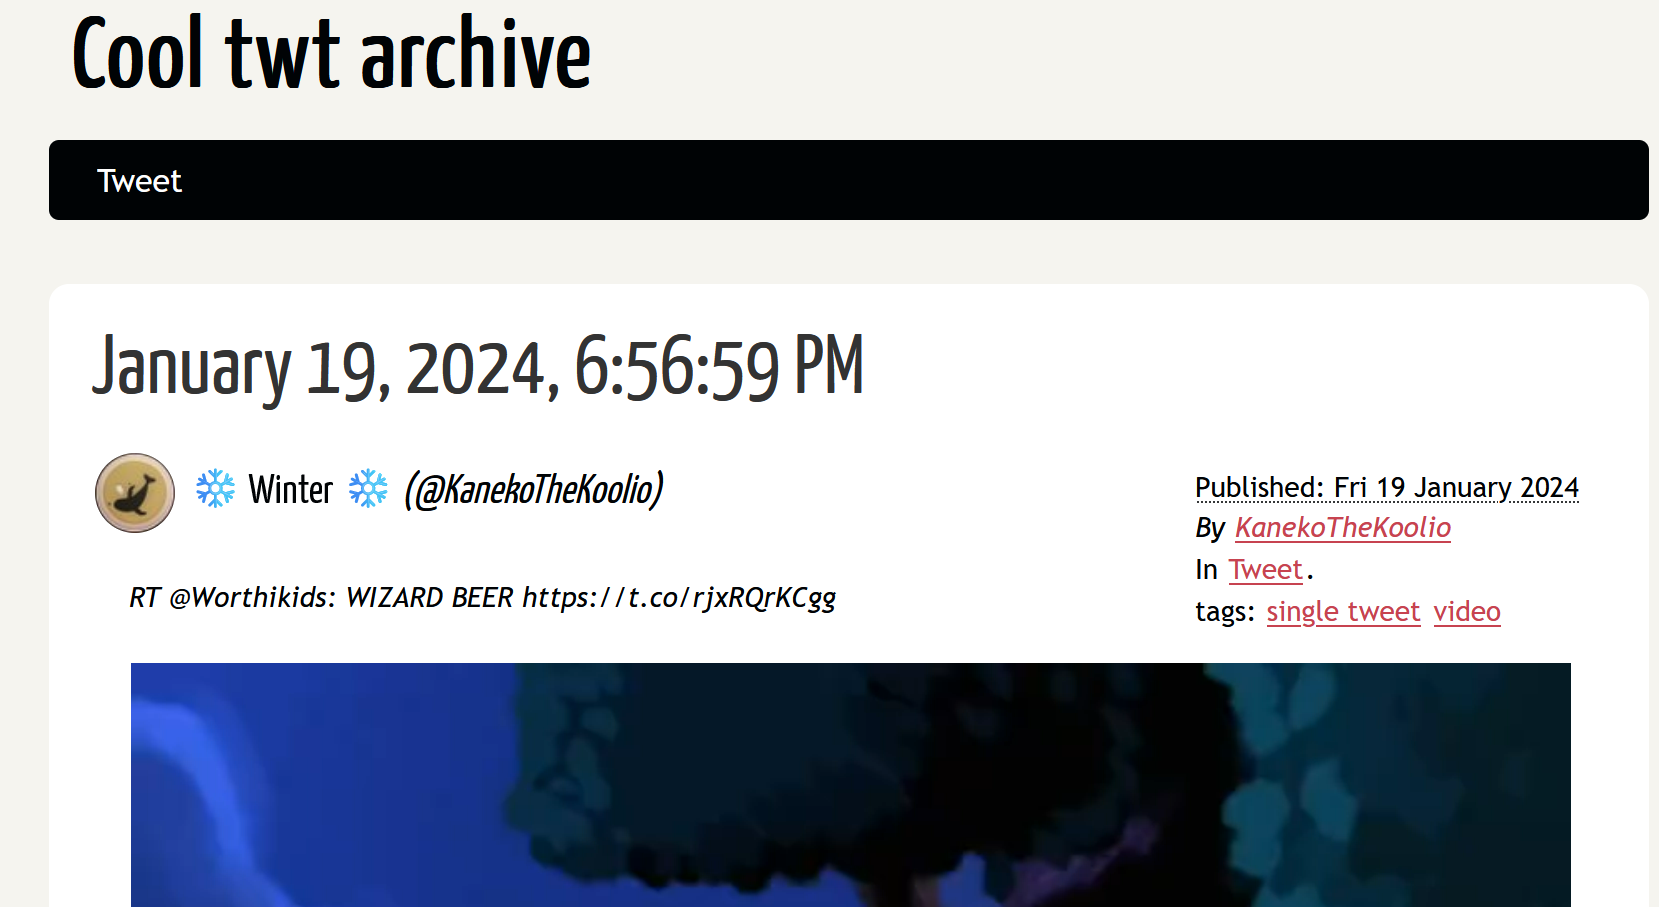 Cool twt archive
Tweet
January 19, 2024, 6:56:59 PM
❄️ Winter ❄️ (@KanekoTheKoolio)
Published: Fri 19 January 2024
By KanekoTheKoolio
In Tweet.
tags: single tweet video
RT @Worthikids: WIZARD BEER https://t.co/rjxRQrKCgg